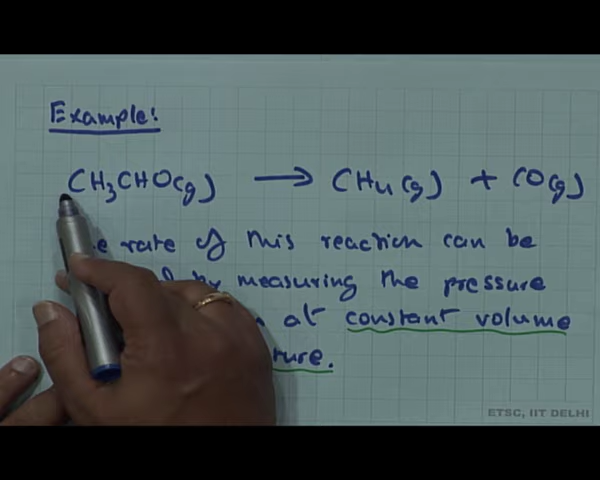 Example:
CH3CHO(g) → CH4(g) + CO(g)
rate of this reaction can be
by measuring the pressure
at constant volume
ETSC, IIT DELHI